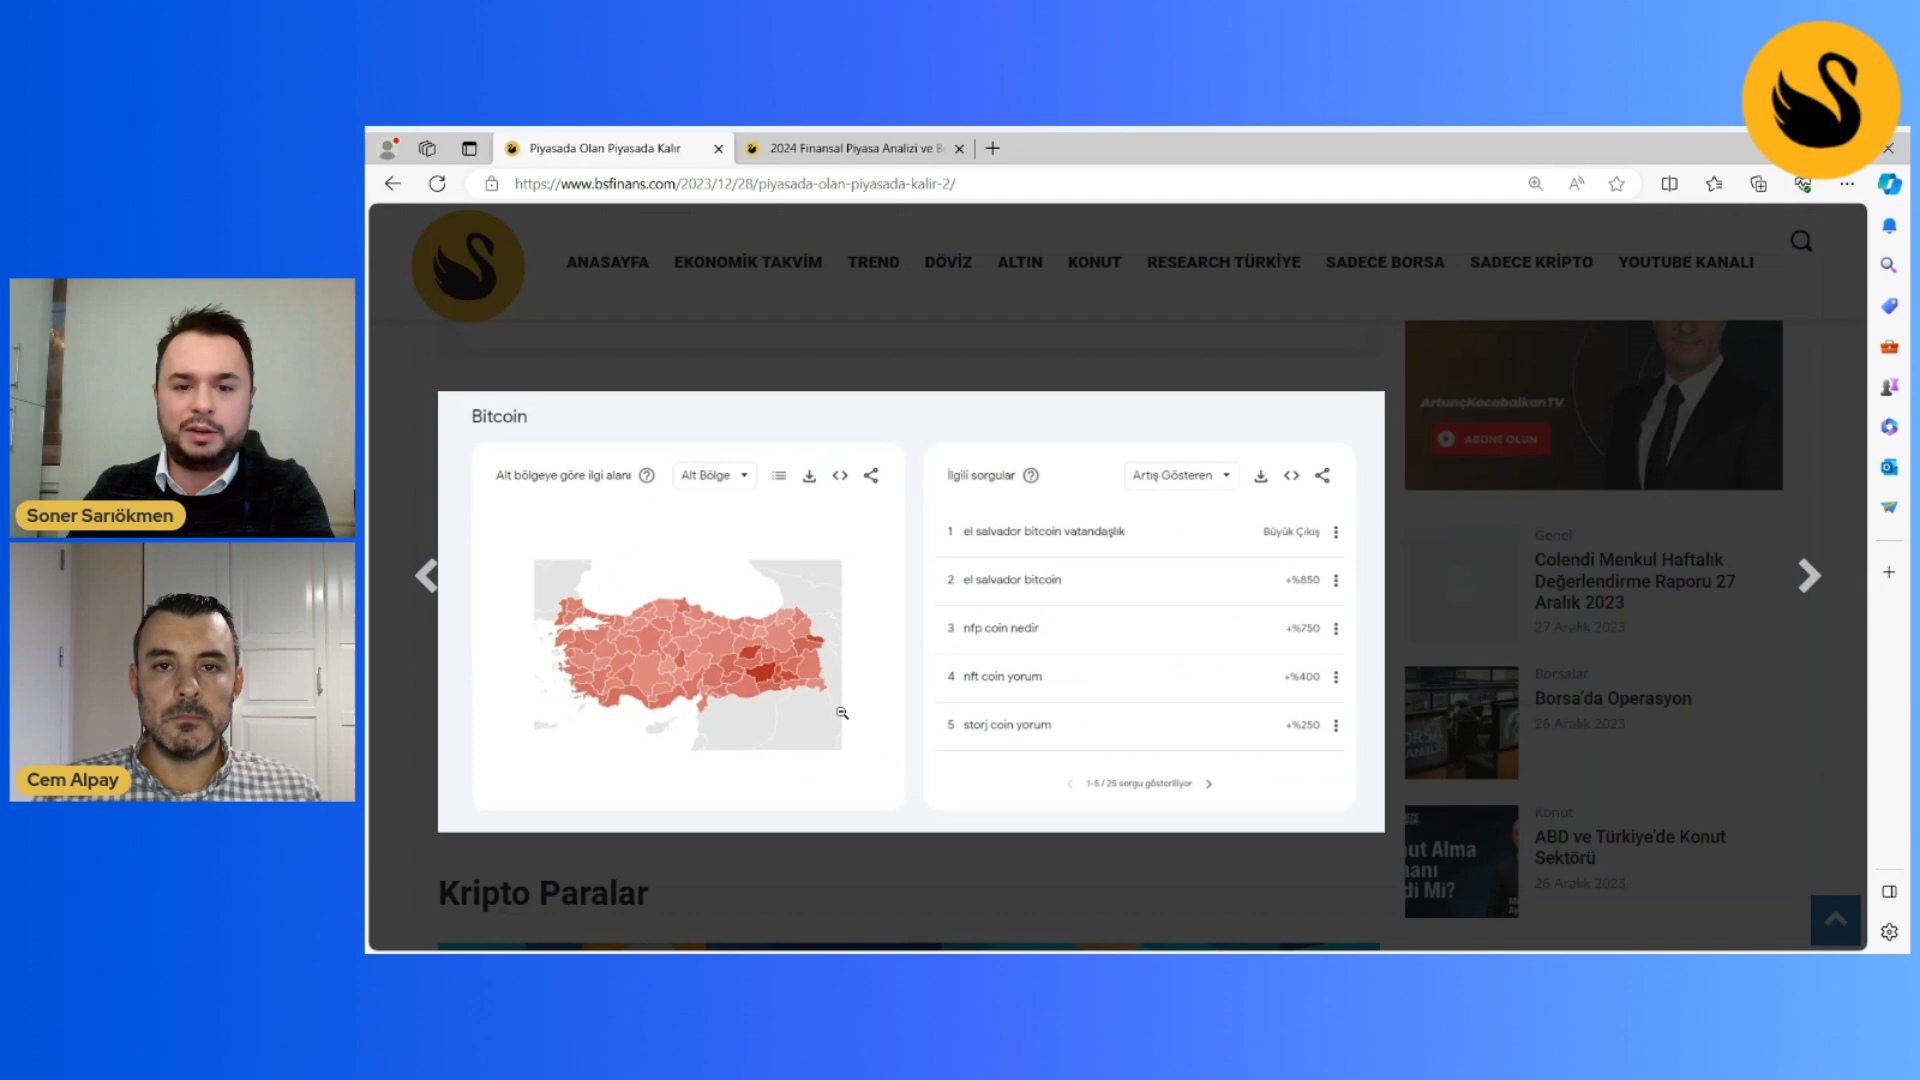 Piyasada Olan Piyasada Kalır
2024 Finansal Piyasa Analizi ve B
https://www.bsfinans.com/2023/12/28/piyasada-olan-piyasada-kalir-2/
ANASAYFA EKONOMİK TAKVİM TREND DÖVİZ ALTIN KONUT RESEARCH TÜRKİYE SADECE BORSA SADECE KRİPTO YOUTUBE KANALI
Soner Sarıökmen
Cem Alpay
Bitcoin
Alt bölgeye göre ilgi alanı
Alt Bölge
İlgili sorgular
Artış Gösteren
1 el salvador bitcoin vatandaşlık Büyük Çıkış
2 el salvador bitcoin +%850
3 nfp coin nedir +%750
4 nft coin yorum +%400
5 storj coin yorum +%250
1-5 / 25 sorgu gösteriliyor
Kripto Paralar
ArtunçKocabalkanTV
ABONE OLUN
Genel
Colendi Menkul Haftalık
Değerlendirme Raporu 27
Aralık 2023
27 Aralık 2023
Borsalar
Borsa'da Operasyon
26 Aralık 2023
Konut
ABD ve Türkiye'de Konut
Sektörü
26 Aralık 2023
ut Alma
anı
di Mi?